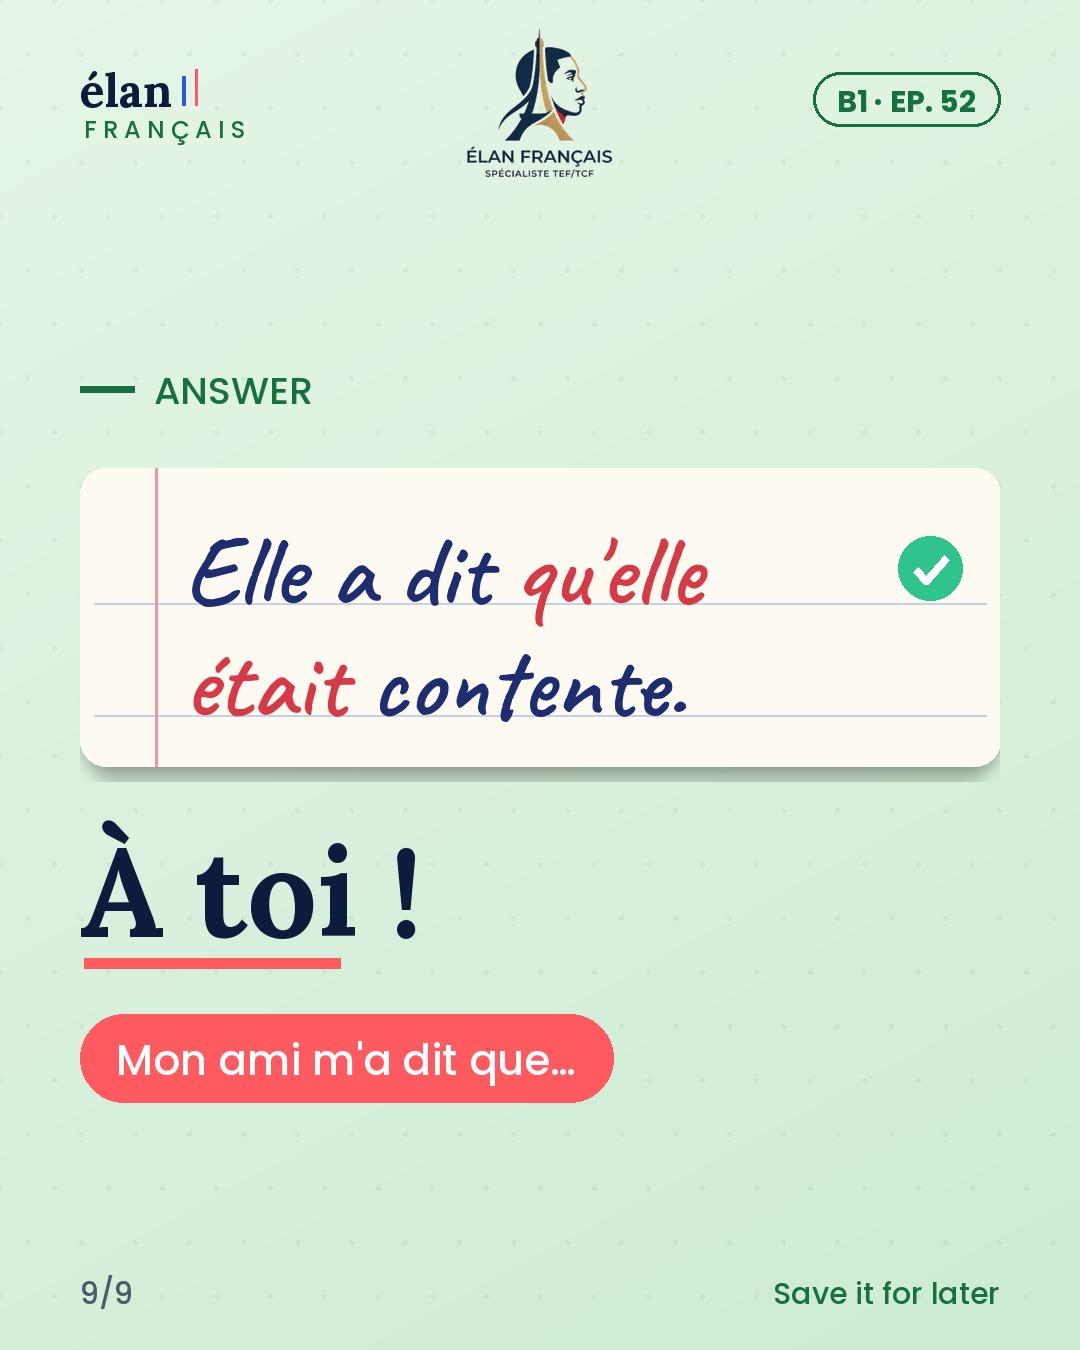 élan
FRANÇAIS
ÉLAN FRANÇAIS
SPÉCIALISTE TEF/TCF
B1 · EP. 52
ANSWER
Elle a dit qu'elle
était contente.
À toi !
Mon ami m'a dit que...
9/9
Save it for later